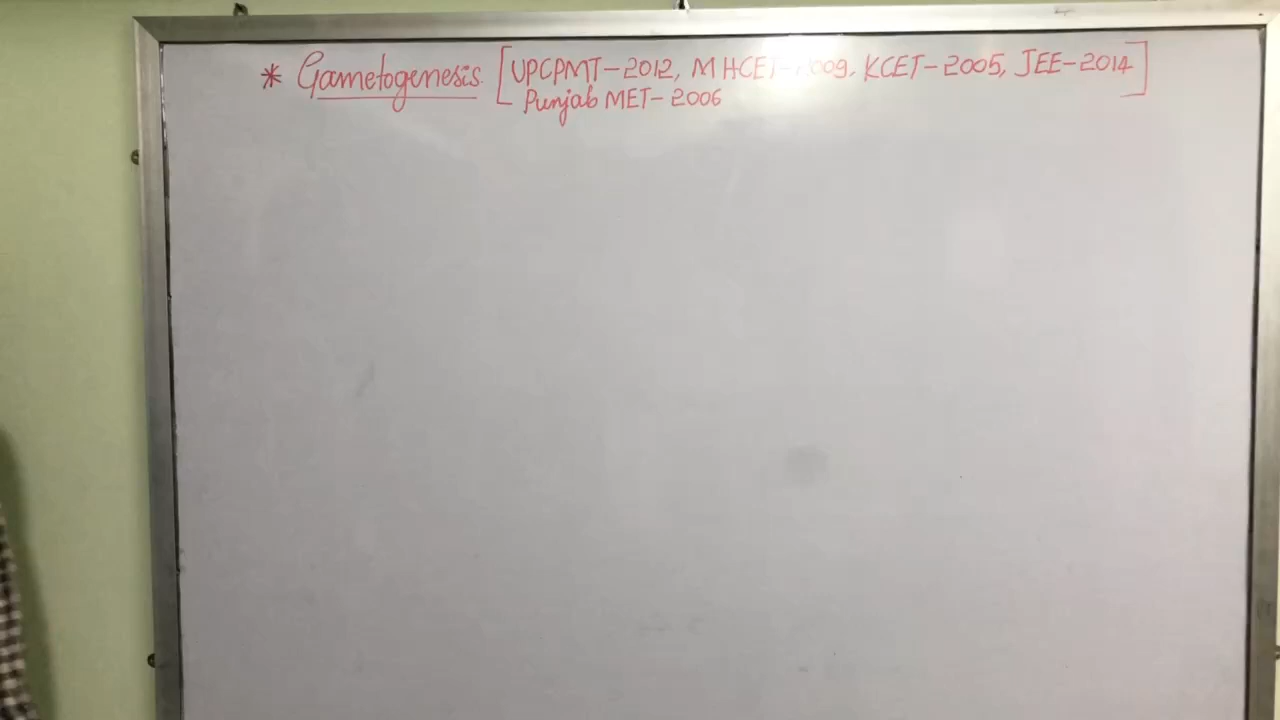 * Gametogenesis [UPCPMT-2012, MHCET-2009, KCET-2005, JEE-2014]
Punjab MET-2006